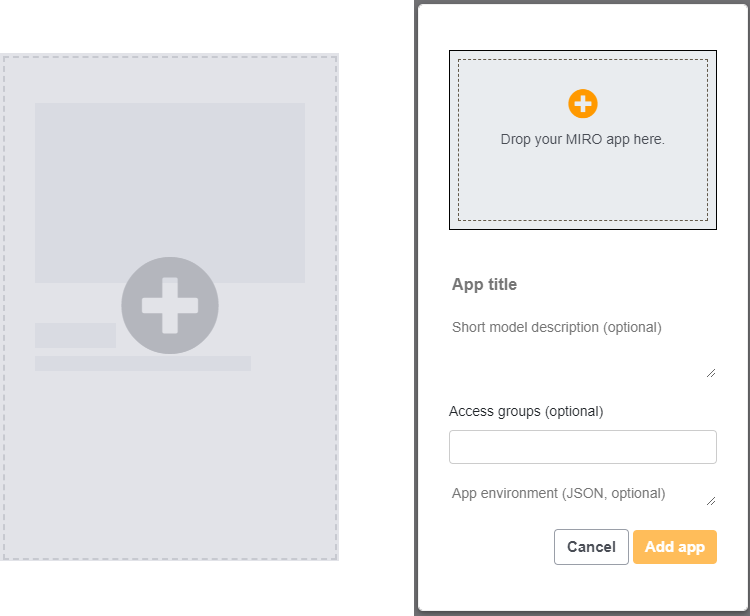 Drop your MIRO app here.
App title
Short model description (optional)
Access groups (optional)
App environment (JSON, optional)
Cancel Add app